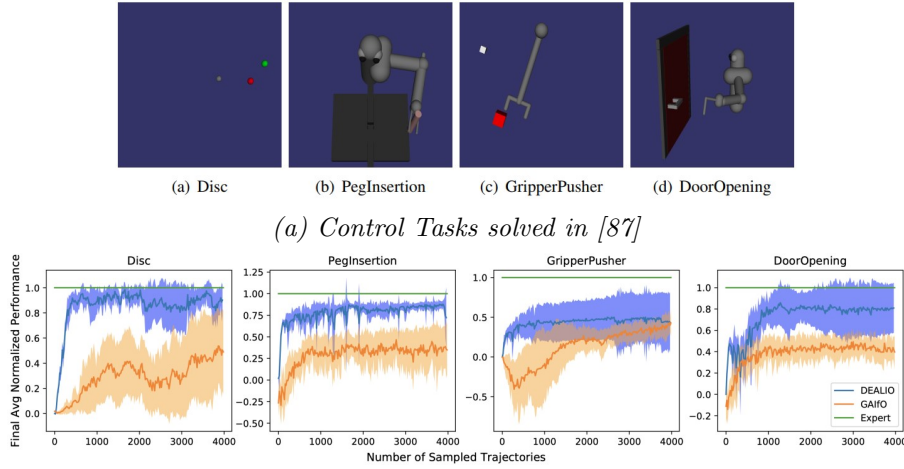 (a) Disc
(b) PegInsertion
(c) GripperPusher
(d) DoorOpening
(a) Control Tasks solved in [87]
Disc
PegInsertion
GripperPusher
DoorOpening
Final Avg Normalized Performance
1.0
0.8
0.6
0.4
0.2
0.0
0 1000 2000 3000 4000
1.25
1.00
0.75
0.50
0.25
0.00
−0.25
−0.50
0 1000 2000 3000 4000
1.0
0.5
0.0
−0.5
0 1000 2000 3000 4000
1.0
0.8
0.6
0.4
0.2
0.0
−0.2
0 1000 2000 3000 4000
DEALIO
GAIfO
Expert
Number of Sampled Trajectories